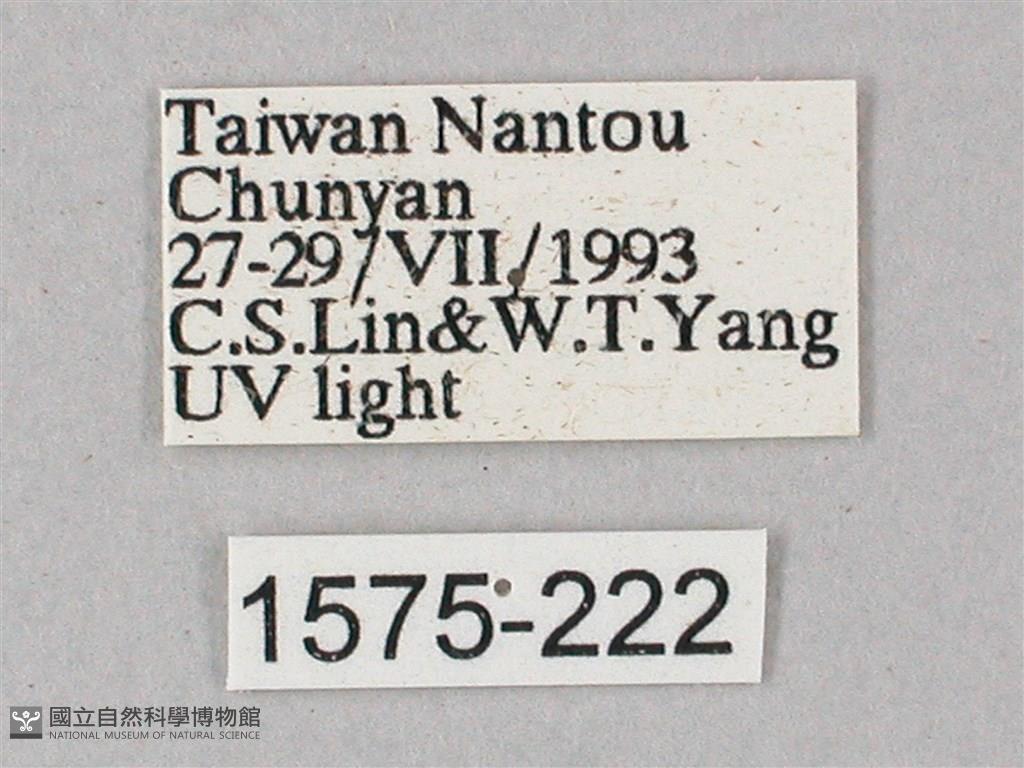 Taiwan Nantou
Chunyan
27-29/VII/1993
C.S.Lin&W.T.Yang
UV light
1575-222
國立自然科學博物館
NATIONAL MUSEUM OF NATURAL SCIENCE